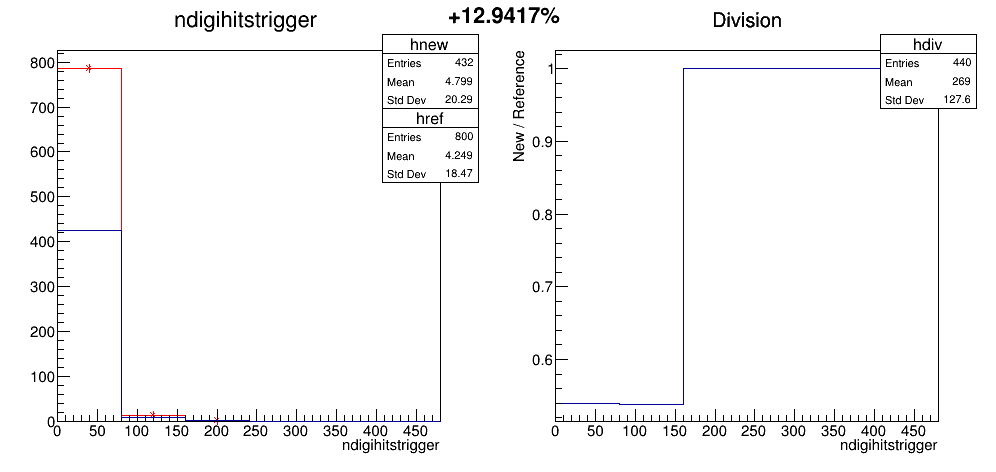 +12.9417%
ndigihitstrigger
hnew
Entries 432
Mean 4.799
Std Dev 20.29
href
Entries 800
Mean 4.249
Std Dev 18.47
800
700
600
500
400
300
200
100
0
0 50 100 150 200 250 300 350 400 450
ndigihitstrigger
Division
hdiv
Entries 440
Mean 269
Std Dev 127.6
New / Reference
1
0.9
0.8
0.7
0.6
0 50 100 150 200 250 300 350 400 450
ndigihitstrigger